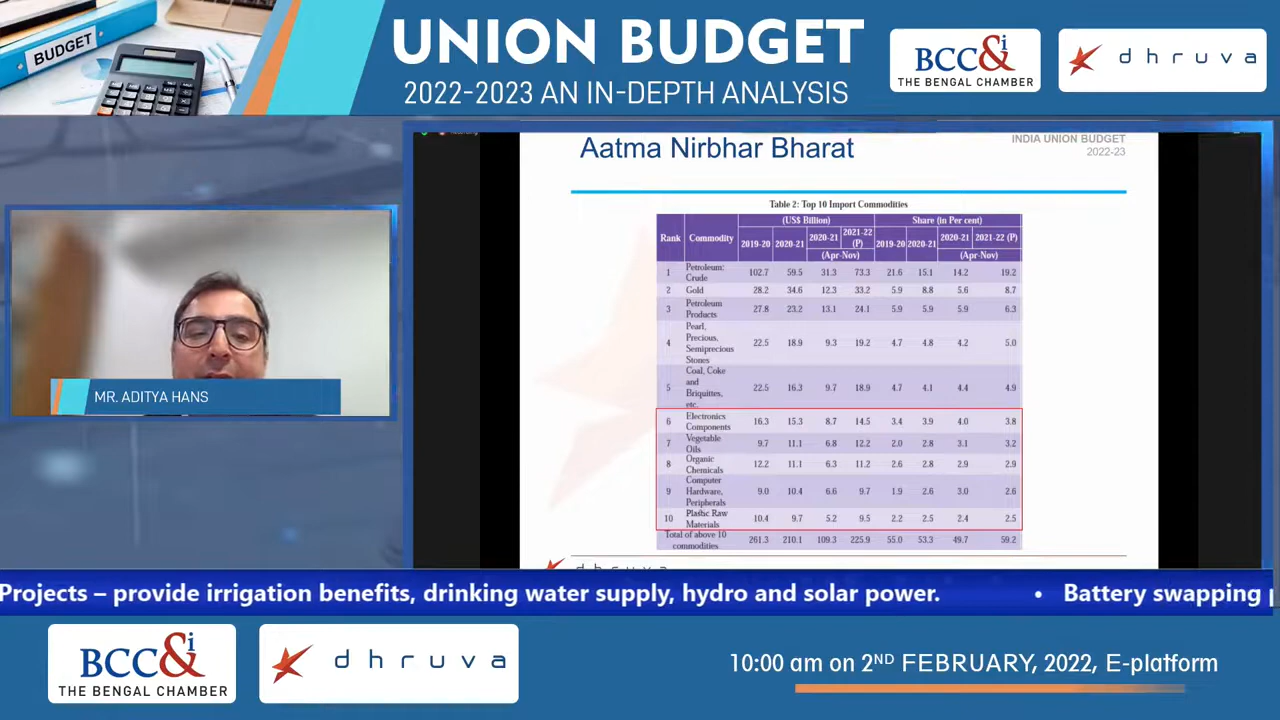 BUDGET
UNION BUDGET
2022-2023 AN IN-DEPTH ANALYSIS
BCC&i
THE BENGAL CHAMBER
dhruva
Aatma Nirbhar Bharat
INDIA UNION BUDGET
2022-23
Table 2: Top 10 Import Commodities
Rank Commodity (US$ Billion) Share (in Per cent)
2019-20 2020-21 2020-21 2021-22 (P) 2019-20 2020-21 2020-21 2021-22 (P)
(Apr-Nov) (Apr-Nov)
1 Petroleum: Crude 102.7 59.5 31.3 73.3 21.6 15.1 14.2 19.2
2 Gold 28.2 34.6 12.3 33.2 5.9 8.8 5.6 8.7
3 Petroleum Products 27.8 23.2 13.1 24.1 5.9 5.9 5.9 6.3
4 Pearl, Precious, Semiprecious Stones 22.5 18.9 9.3 19.2 4.7 4.8 4.2 5.0
5 Coal, Coke and Briquittes, etc. 22.5 16.3 9.7 18.9 4.7 4.1 4.4 4.9
6 Electronics Components 16.3 15.3 8.7 14.5 3.4 3.9 4.0 3.8
7 Vegetable Oils 9.7 11.1 6.8 12.2 2.0 2.8 3.1 3.2
8 Organic Chemicals 12.2 11.1 6.3 11.2 2.6 2.8 2.9 2.9
9 Computer Hardware, Peripherals 9.0 10.4 6.6 9.7 1.9 2.6 3.0 2.6
10 Plastic Raw Materials 10.4 9.7 5.2 9.5 2.2 2.5 2.4 2.5
Total of above 10 commodities 261.3 210.1 109.3 225.9 55.0 53.3 49.7 59.2
dhruva
MR. ADITYA HANS
Projects – provide irrigation benefits, drinking water supply, hydro and solar power. • Battery swapping
BCC&i
THE BENGAL CHAMBER
dhruva
10:00 am on 2ND FEBRUARY, 2022, E-platform